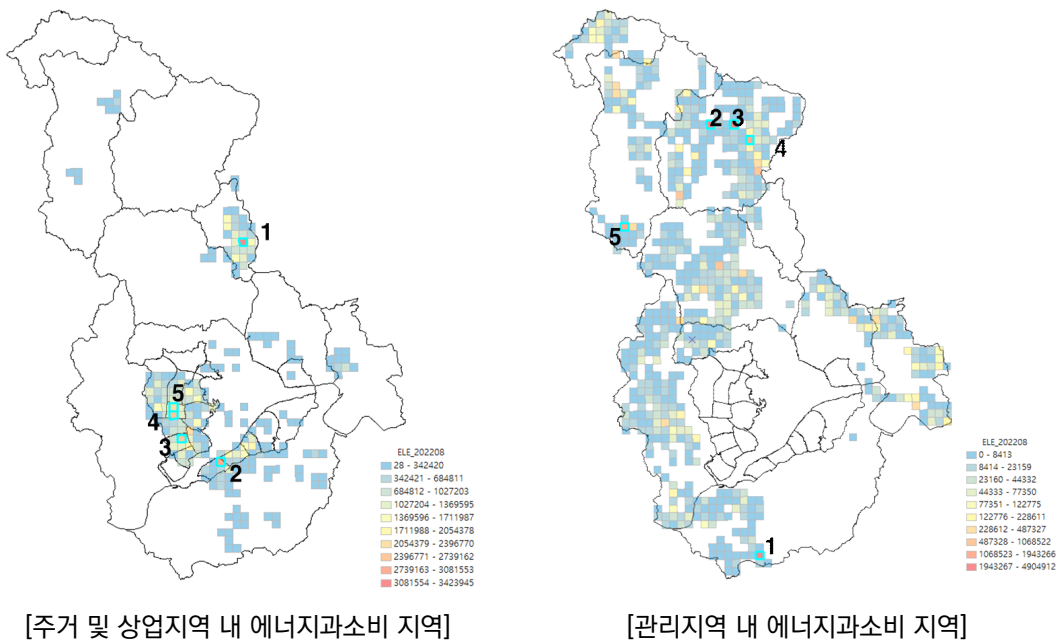 1
5
4
3
2
ELE_202208
28 - 342420
342421 - 684811
684812 - 1027203
1027204 - 1369595
1369596 - 1711987
1711988 - 2054378
2054379 - 2396770
2396771 - 2739162
2739163 - 3081553
3081554 - 3423945
[주거 및 상업지역 내 에너지과소비 지역]
2 3
4
5
1
ELE_202208
0 - 8413
8414 - 23159
23160 - 44332
44333 - 77350
77351 - 122775
122776 - 228611
228612 - 487327
487328 - 1068522
1068523 - 1943266
1943267 - 4904912
[관리지역 내 에너지과소비 지역]